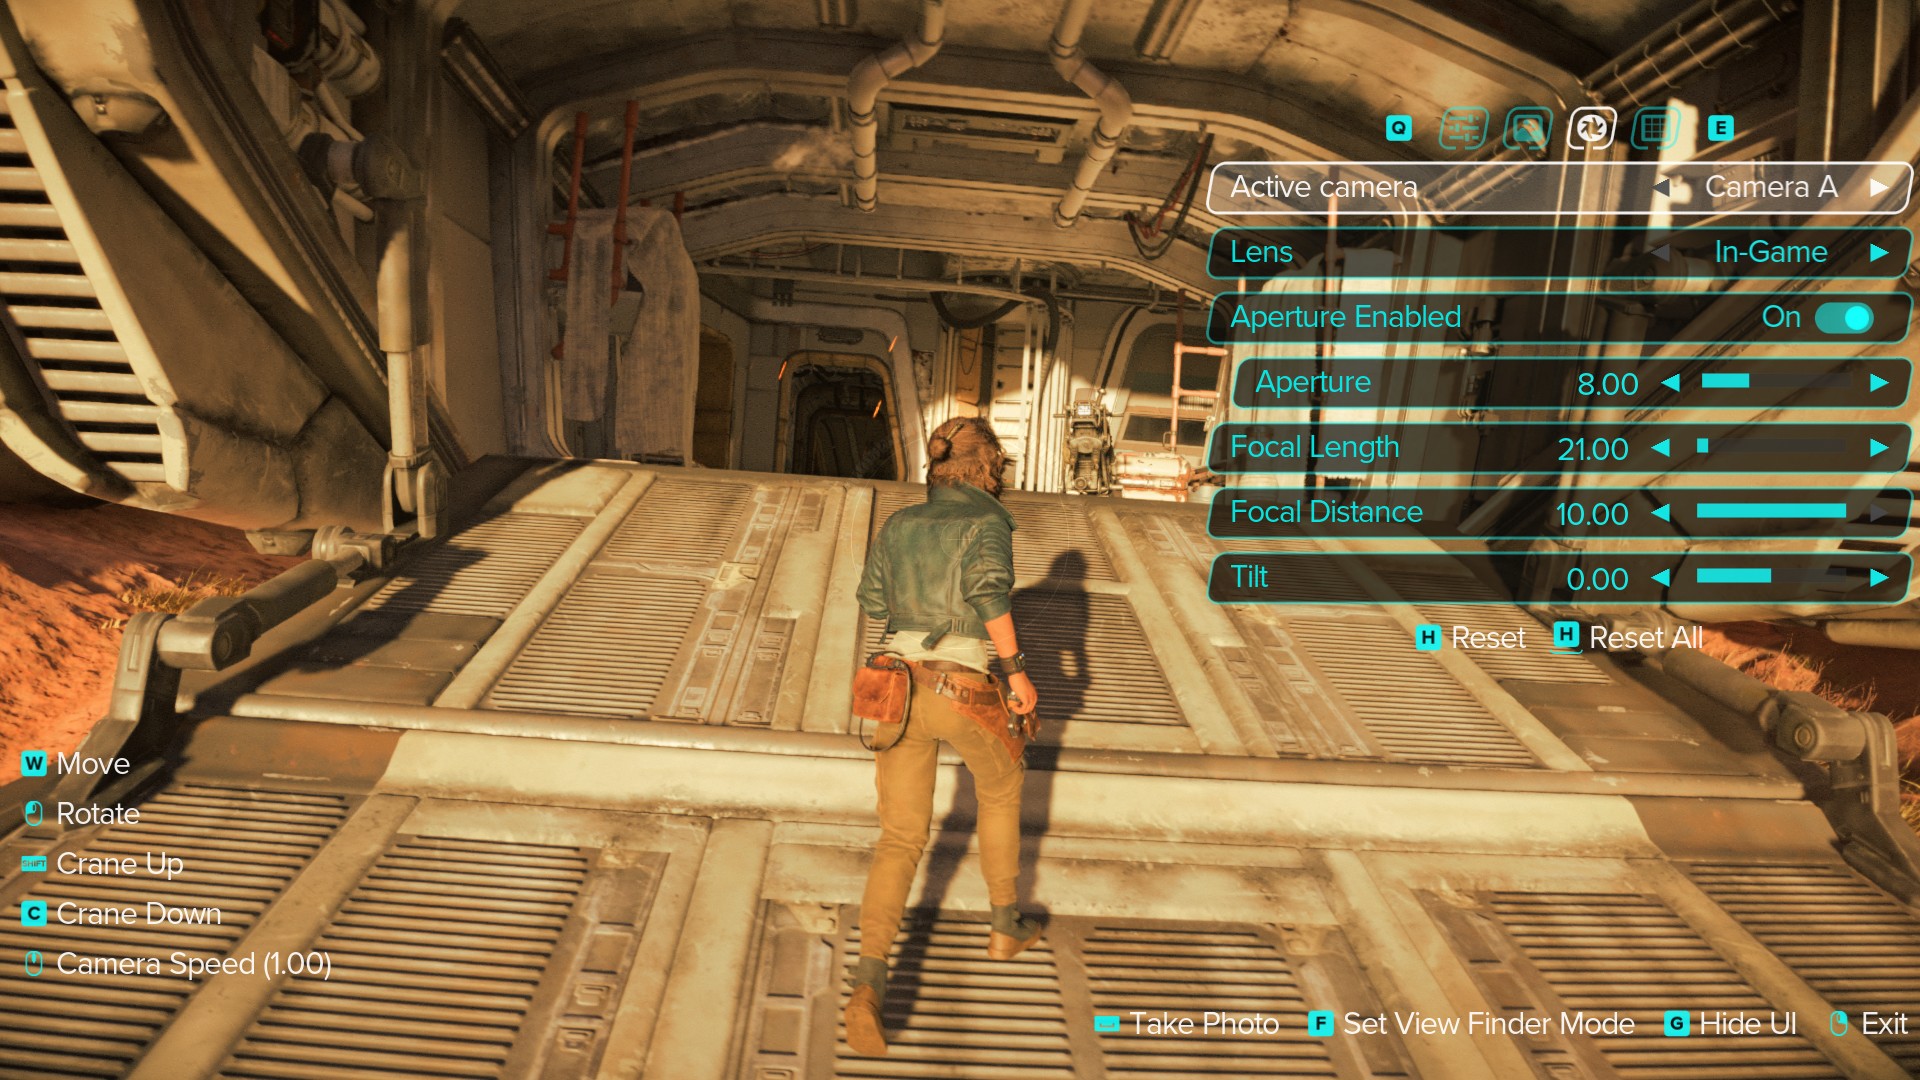 Q E
Active camera Camera A
Lens In-Game
Aperture Enabled On
Aperture 8.00
Focal Length 21.00
Focal Distance 10.00
Tilt 0.00
H Reset H Reset All
W Move
Rotate
SHIFT Crane Up
C Crane Down
Camera Speed (1.00)
Take Photo F Set View Finder Mode G Hide UI Exit